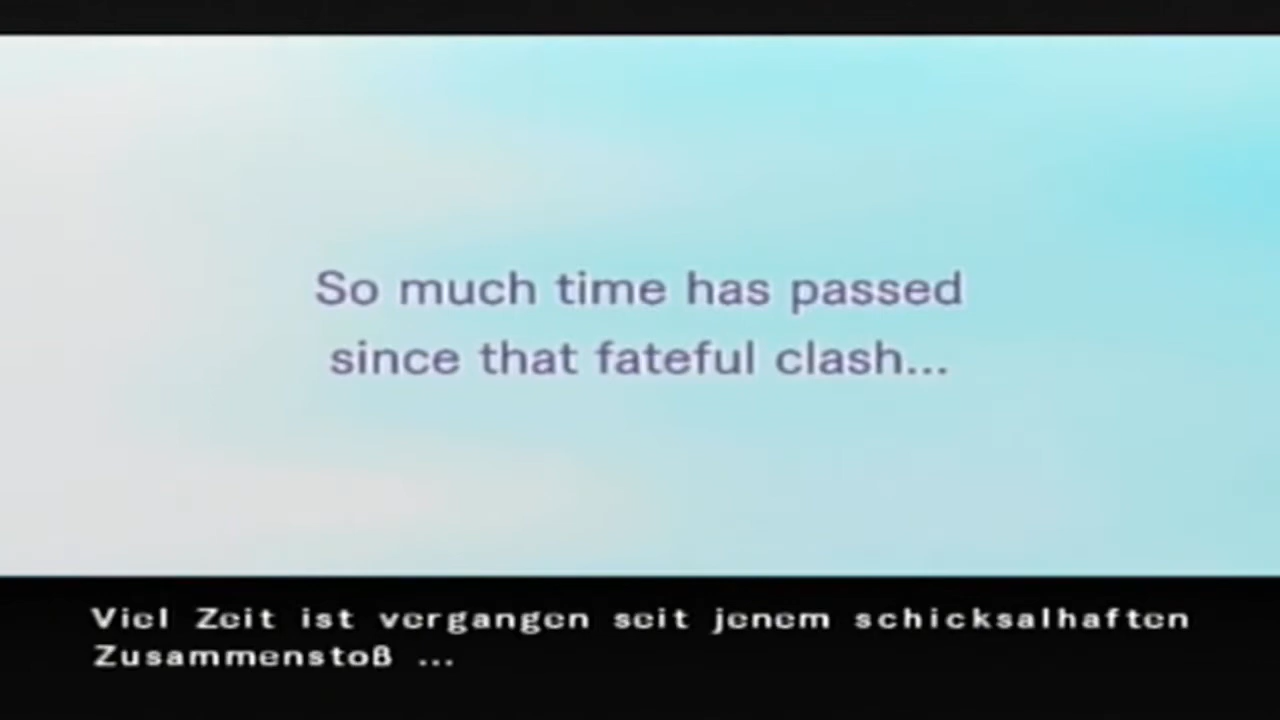 So much time has passed
since that fateful clash...
Viel Zeit ist vergangen seit jenem schicksalhaften
Zusammenstoß ...